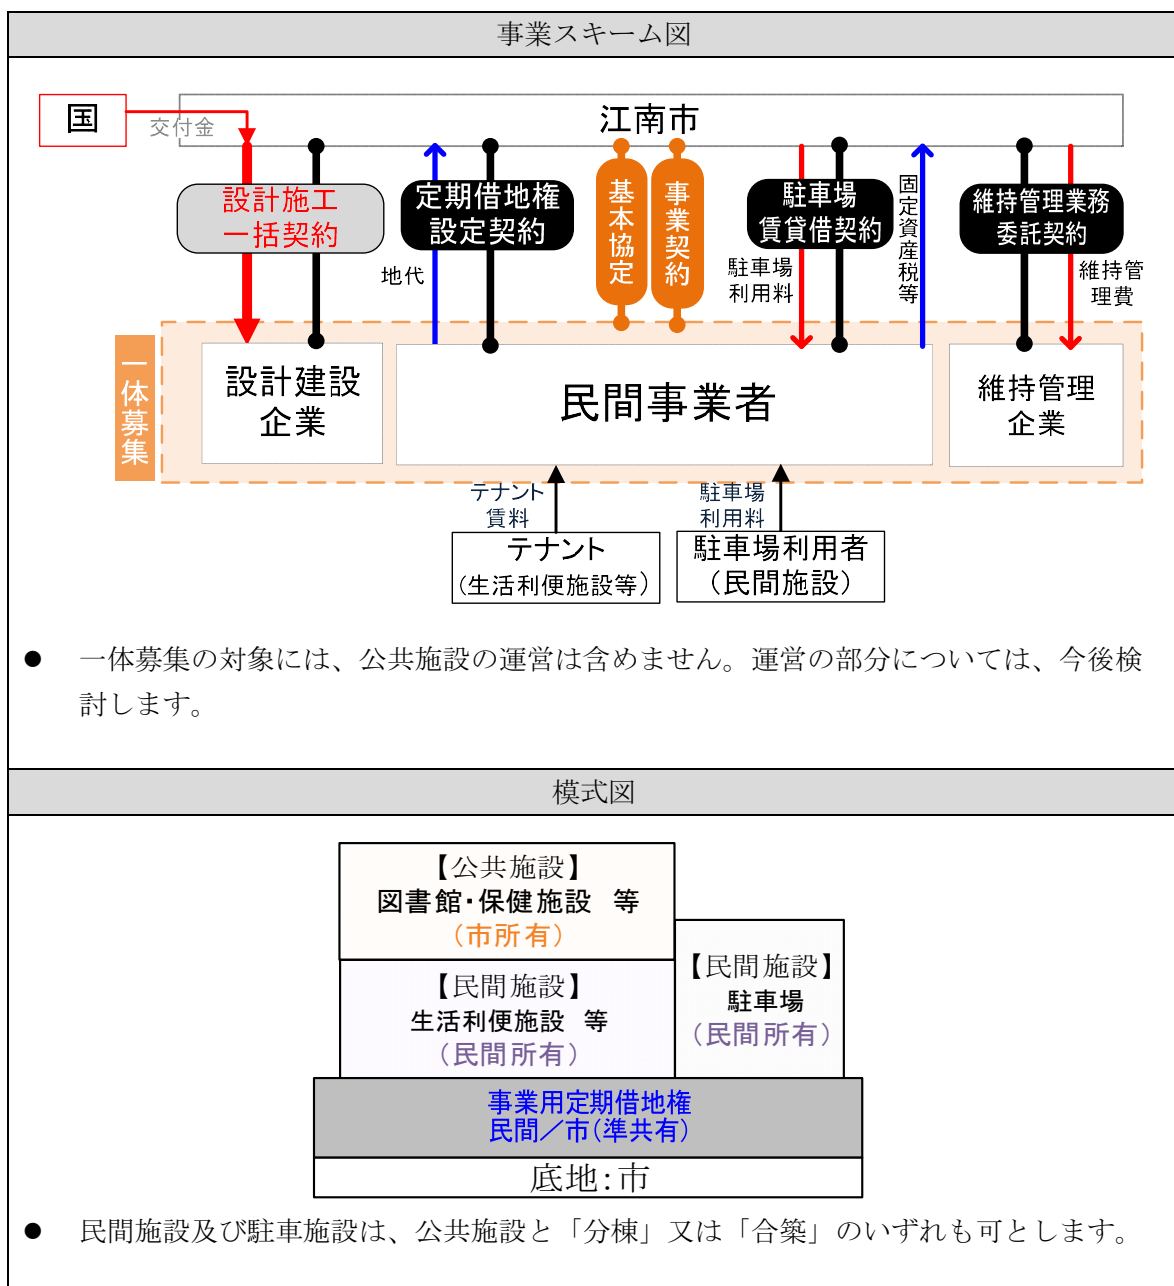 事業スキーム図
国
交付金
江南市
設計施工
一括契約
定期借地権
設定契約
地代
基本協定
事業契約
駐車場
賃貸借契約
駐車場
利用料
固定資産税等
維持管理業務
委託契約
維持管
理費
一体募集
設計建設
企業
民間事業者
維持管理
企業
テナント
賃料
駐車場
利用料
テナント
(生活利便施設等)
駐車場利用者
(民間施設)
● 一体募集の対象には、公共施設の運営は含めません。運営の部分については、今後検
討します。
模式図
【公共施設】
図書館・保健施設 等
(市所有)
【民間施設】
生活利便施設 等
(民間所有)
【民間施設】
駐車場
(民間所有)
事業用定期借地権
民間／市(準共有)
底地:市
● 民間施設及び駐車施設は、公共施設と「分棟」又は「合築」のいずれも可とします。